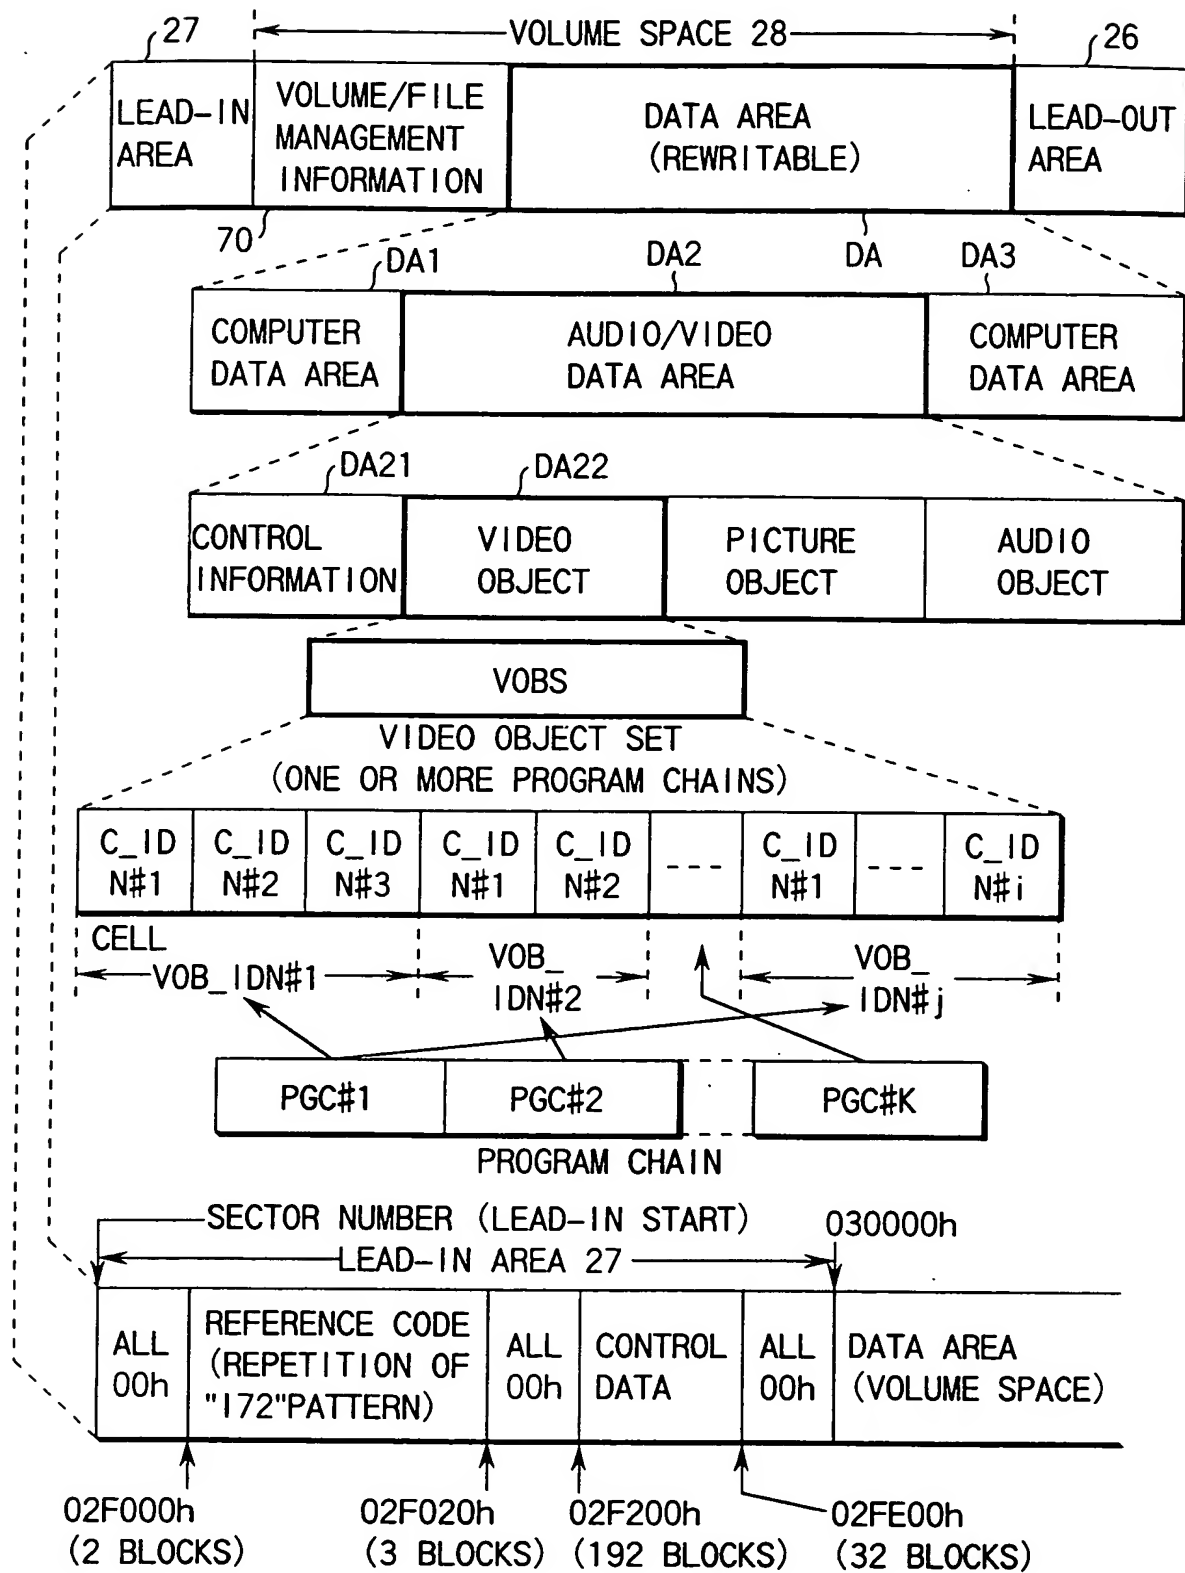 27
VOLUME SPACE 28
26
LEAD-IN
AREA
VOLUME/FILE
MANAGEMENT
INFORMATION
DATA AREA
(REWRITABLE)
LEAD-OUT
AREA
70
DA1
DA2
DA
DA3
COMPUTER
DATA AREA
AUDIO/VIDEO
DATA AREA
COMPUTER
DATA AREA
DA21
DA22
CONTROL
INFORMATION
VIDEO
OBJECT
PICTURE
OBJECT
AUDIO
OBJECT
VOBS
VIDEO OBJECT SET
(ONE OR MORE PROGRAM CHAINS)
C_ID
N#1
C_ID
N#2
C_ID
N#3
C_ID
N#1
C_ID
N#2
----
C_ID
N#1
----
C_ID
N#i
CELL
VOB_IDN#1
VOB_
IDN#2
VOB_
IDN#j
PGC#1
PGC#2
PGC#K
PROGRAM CHAIN
SECTOR NUMBER (LEAD-IN START)
030000h
LEAD-IN AREA 27
ALL
00h
REFERENCE CODE
(REPETITION OF
"172"PATTERN)
ALL
00h
CONTROL
DATA
ALL
00h
DATA AREA
(VOLUME SPACE)
02F000h
(2 BLOCKS)
02F020h
(3 BLOCKS)
02F200h
(192 BLOCKS)
02FE00h
(32 BLOCKS)